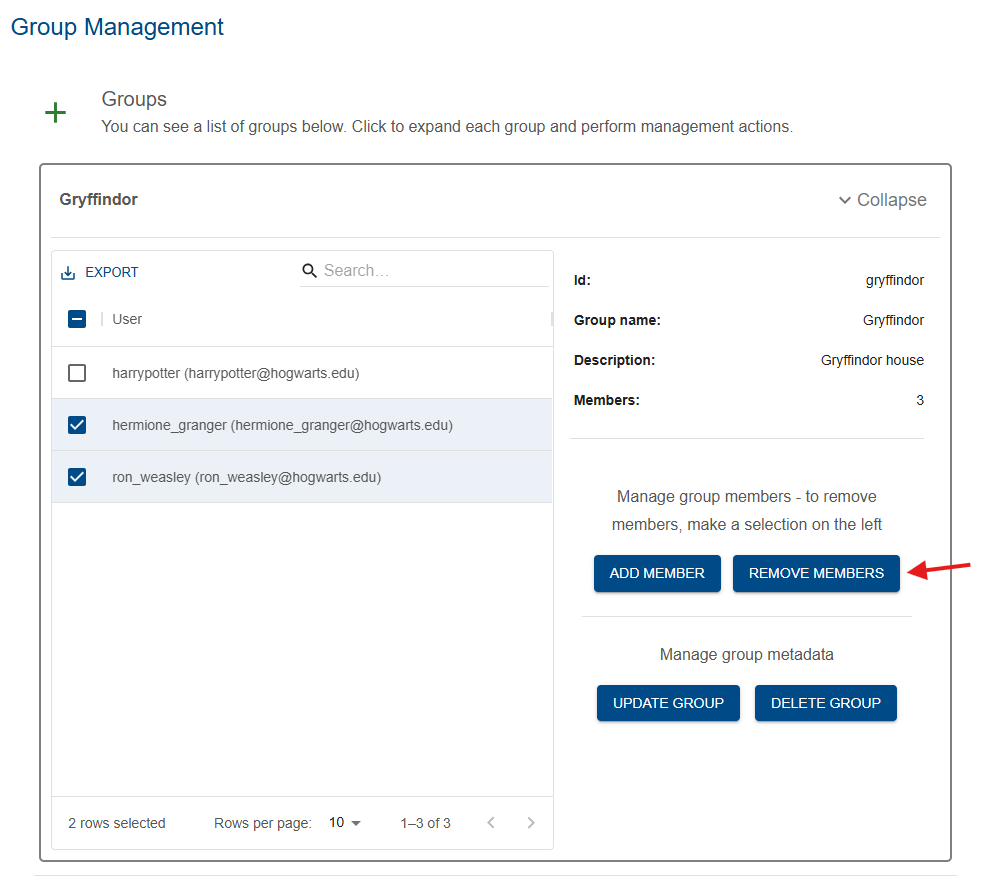 Group Management
Groups
You can see a list of groups below. Click to expand each group and perform management actions.
Gryffindor
Collapse
EXPORT
Search…
User
harrypotter (harrypotter@hogwarts.edu)
hermione_granger (hermione_granger@hogwarts.edu)
ron_weasley (ron_weasley@hogwarts.edu)
2 rows selected
Rows per page: 10
1–3 of 3
Id: gryffindor
Group name: Gryffindor
Description: Gryffindor house
Members: 3
Manage group members - to remove
members, make a selection on the left
ADD MEMBER
REMOVE MEMBERS
Manage group metadata
UPDATE GROUP
DELETE GROUP